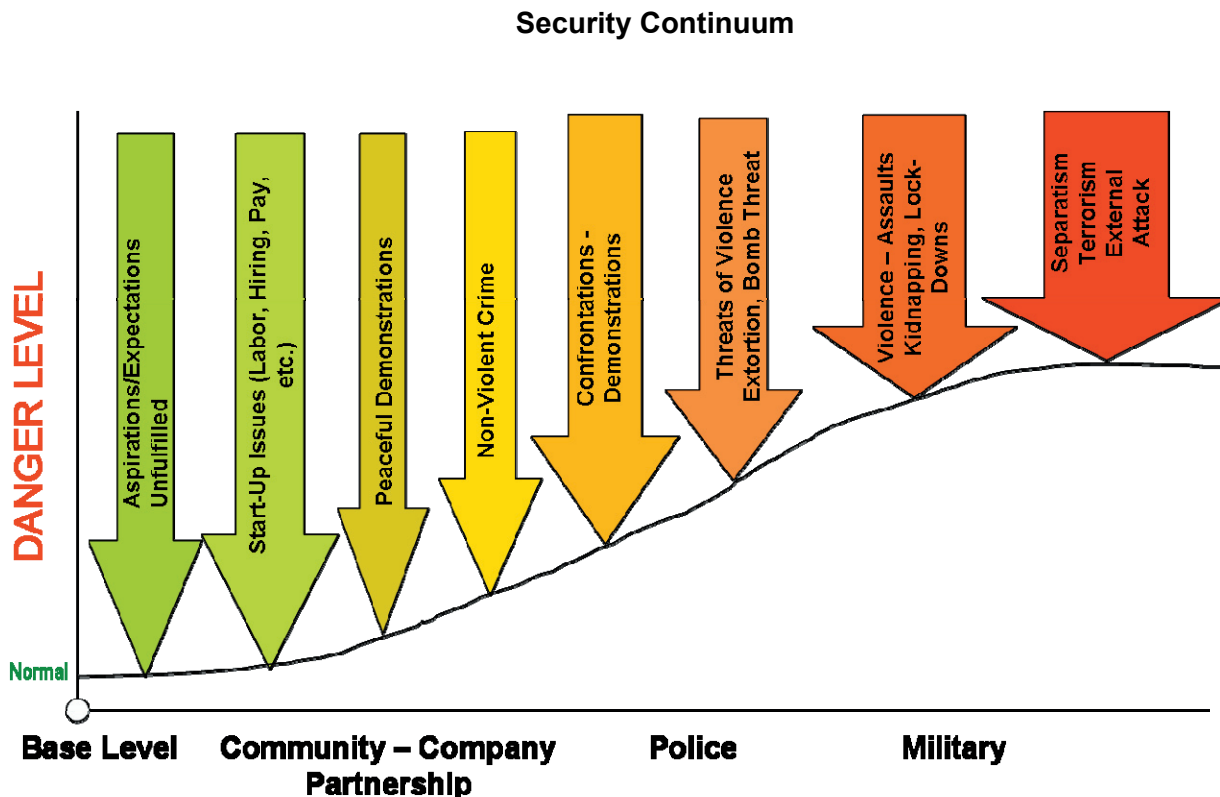 Security Continuum
DANGER LEVEL
Normal
Aspirations/Expectations
Unfulfilled
Start-Up Issues (Labor, Hiring, Pay,
etc.)
Peaceful Demonstrations
Non-Violent Crime
Confrontations -
Demonstrations
Threats of Violence
Extortion, Bomb Threat
Violence – Assaults
Kidnapping, Lock-
Downs
Separatism
Terrorism
External
Attack
Base Level
Community – Company
Partnership
Police
Military